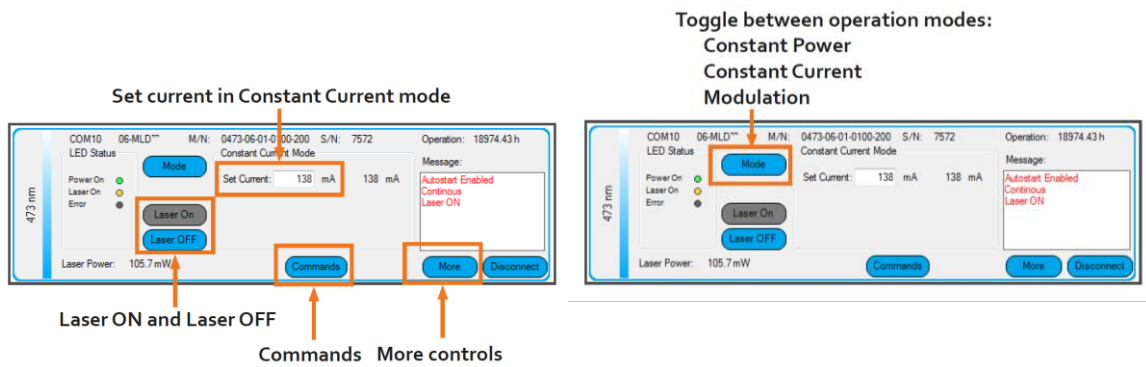 Toggle between operation modes:
Constant Power
Constant Current
Modulation
Set current in Constant Current mode
COM10 06-MLD™ M/N: 0473-06-01-0100-200 S/N: 7572 Operation: 18974.43 h
LED Status
Mode
Constant Current Mode
Message:
Power On
Laser On
Error
Set Current: 138 mA 138 mA
Autostart Enabled
Continous
Laser ON
473 nm
Laser On
Laser OFF
Laser Power: 105.7 mW
Commands
More
Disconnect
Laser ON and Laser OFF
Commands
More controls
COM10 06-MLD™ M/N: 0473-06-01-0100-200 S/N: 7572 Operation: 18974.43 h
LED Status
Mode
Constant Current Mode
Message:
Power On
Laser On
Error
Set Current: 138 mA 138 mA
Autostart Enabled
Continous
Laser ON
473 nm
Laser On
Laser OFF
Laser Power: 105.7 mW
Commands
More
Disconnect